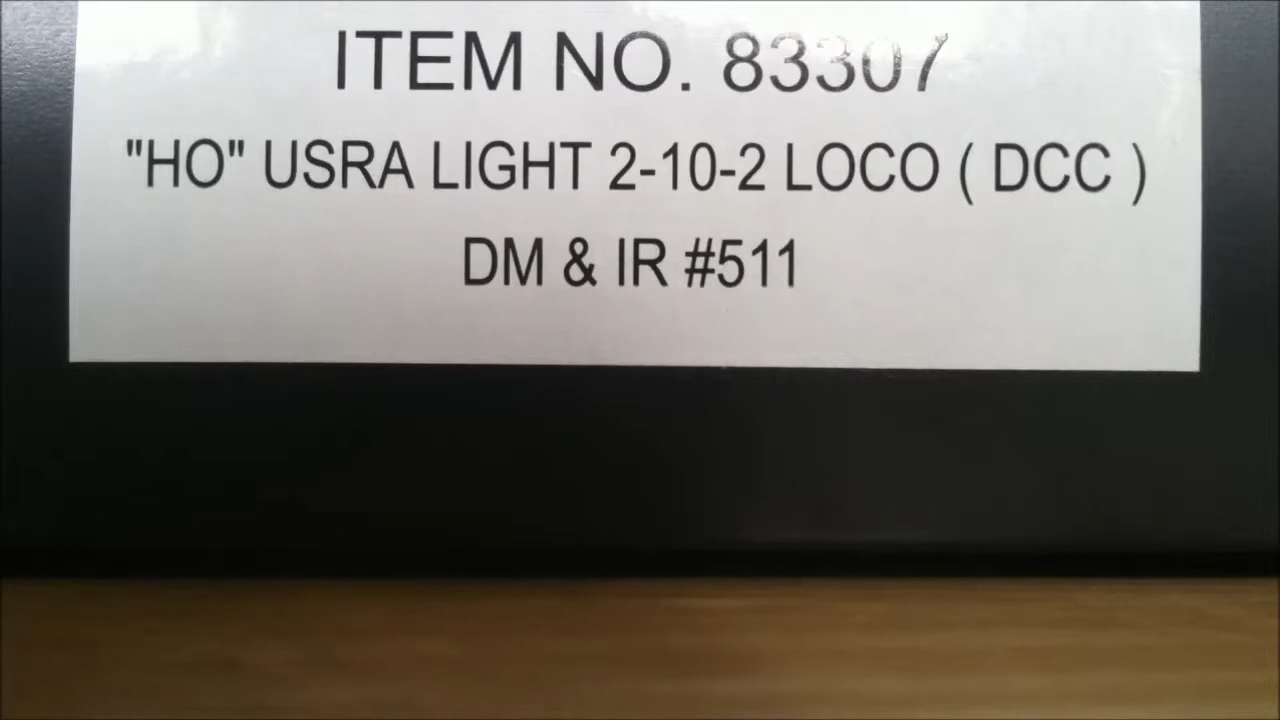 ITEM NO. 83307
"HO" USRA LIGHT 2-10-2 LOCO ( DCC )
DM & IR #511